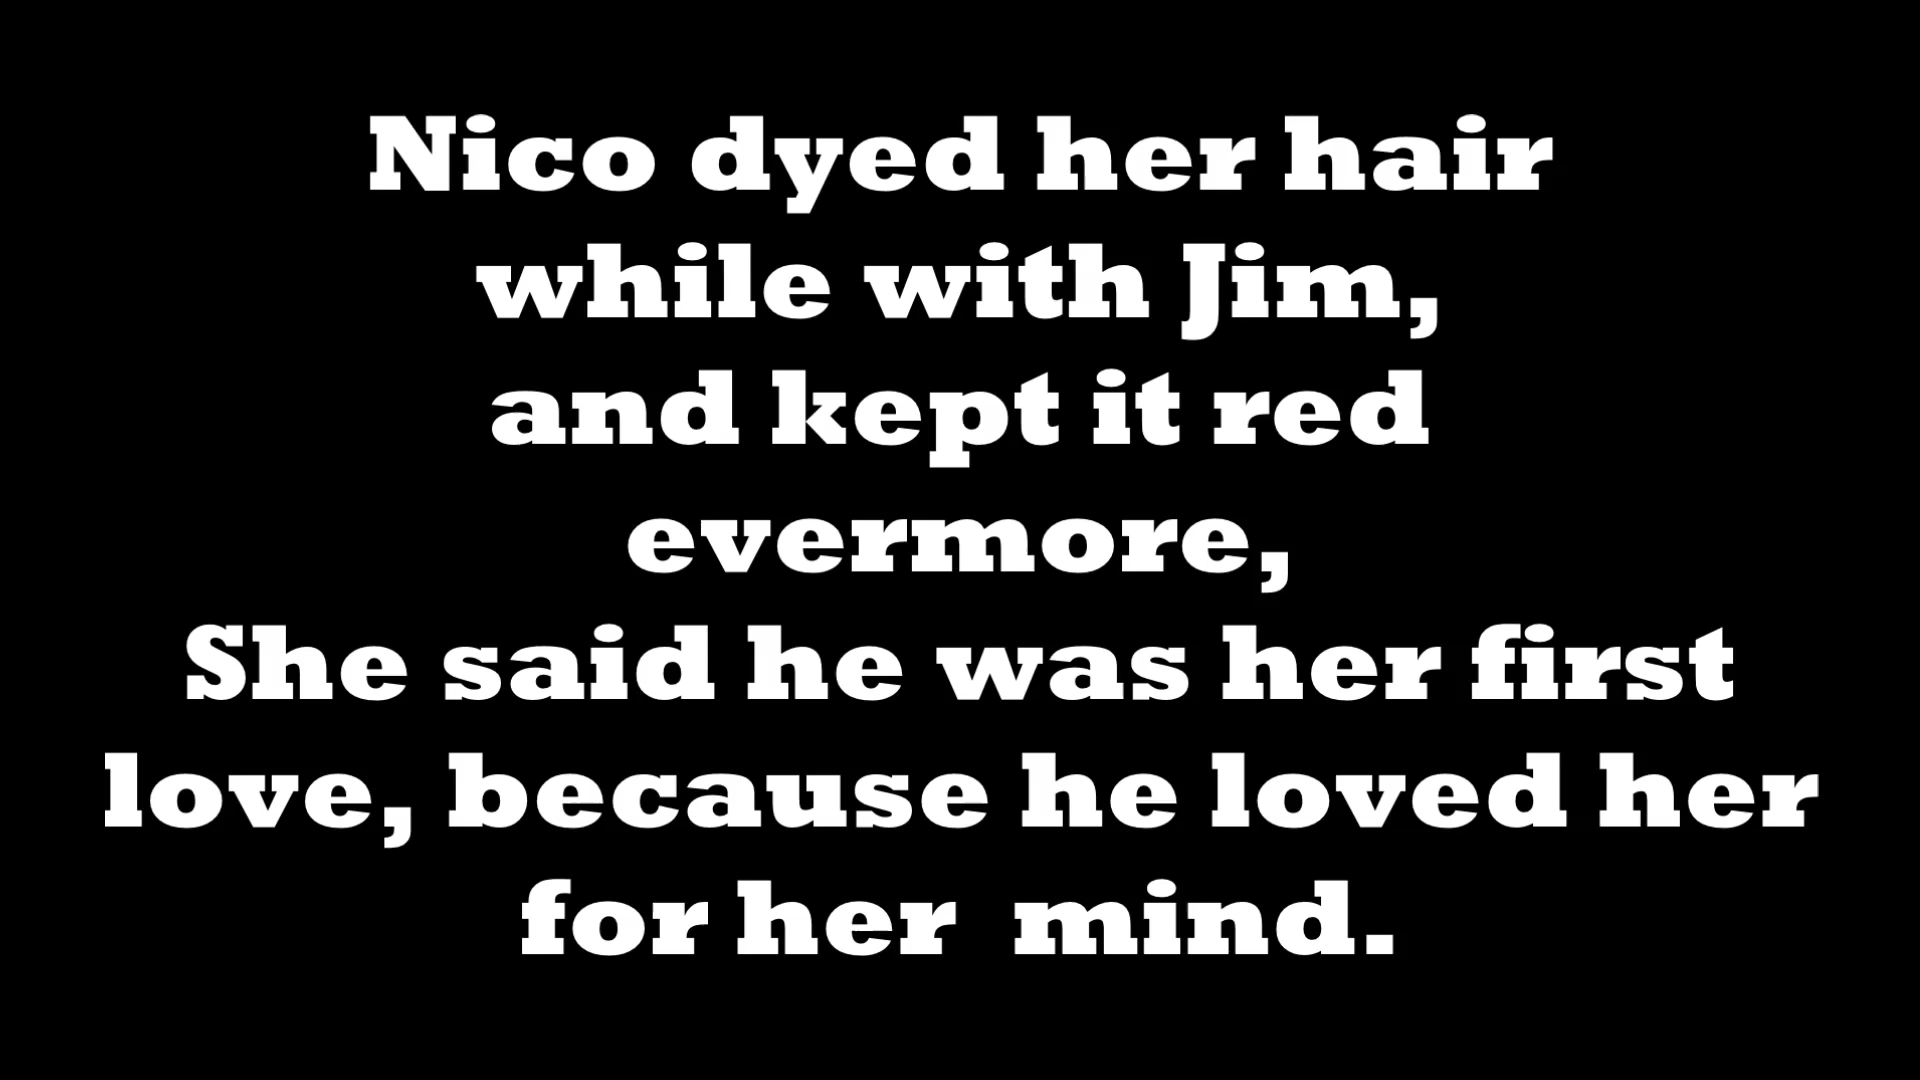 Nico dyed her hair
while with Jim,
and kept it red
evermore,
She said he was her first
love, because he loved her
for her  mind.